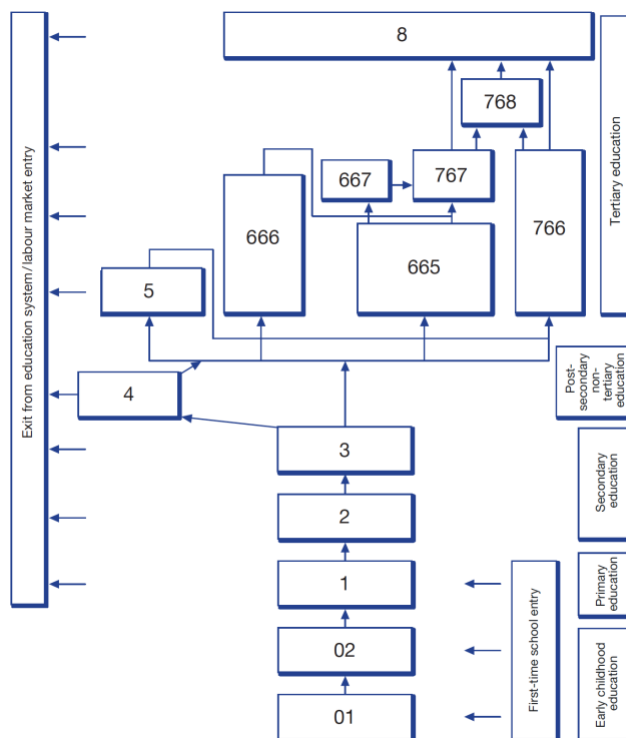 8
768
667
767
666
665
766
5
4
3
2
1
02
01
Exit from education system/labour market entry
First-time school entry
Tertiary education
Post-
secondary
non-
tertiary
education
Secondary
education
Primary
education
Early childhood
education